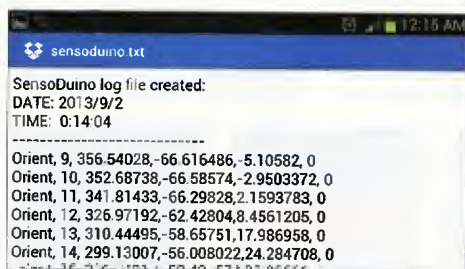 12:15 AM
sensoduino.txt
SensoDuino log file created:
DATE: 2013/9/2
TIME: 0:14:04
----------------------------
Orient, 9, 356.54028,-66.616486,-5.10582, 0
Orient, 10, 352.68738,-66.58574,-2.9503372, 0
Orient, 11, 341.81433,-66.29828,2.1593783, 0
Orient, 12, 326.97192,-62.42804,8.4561205, 0
Orient, 13, 310.44495,-58.65751,17.986958, 0
Orient, 14, 299.13007,-56.008022,24.284708, 0